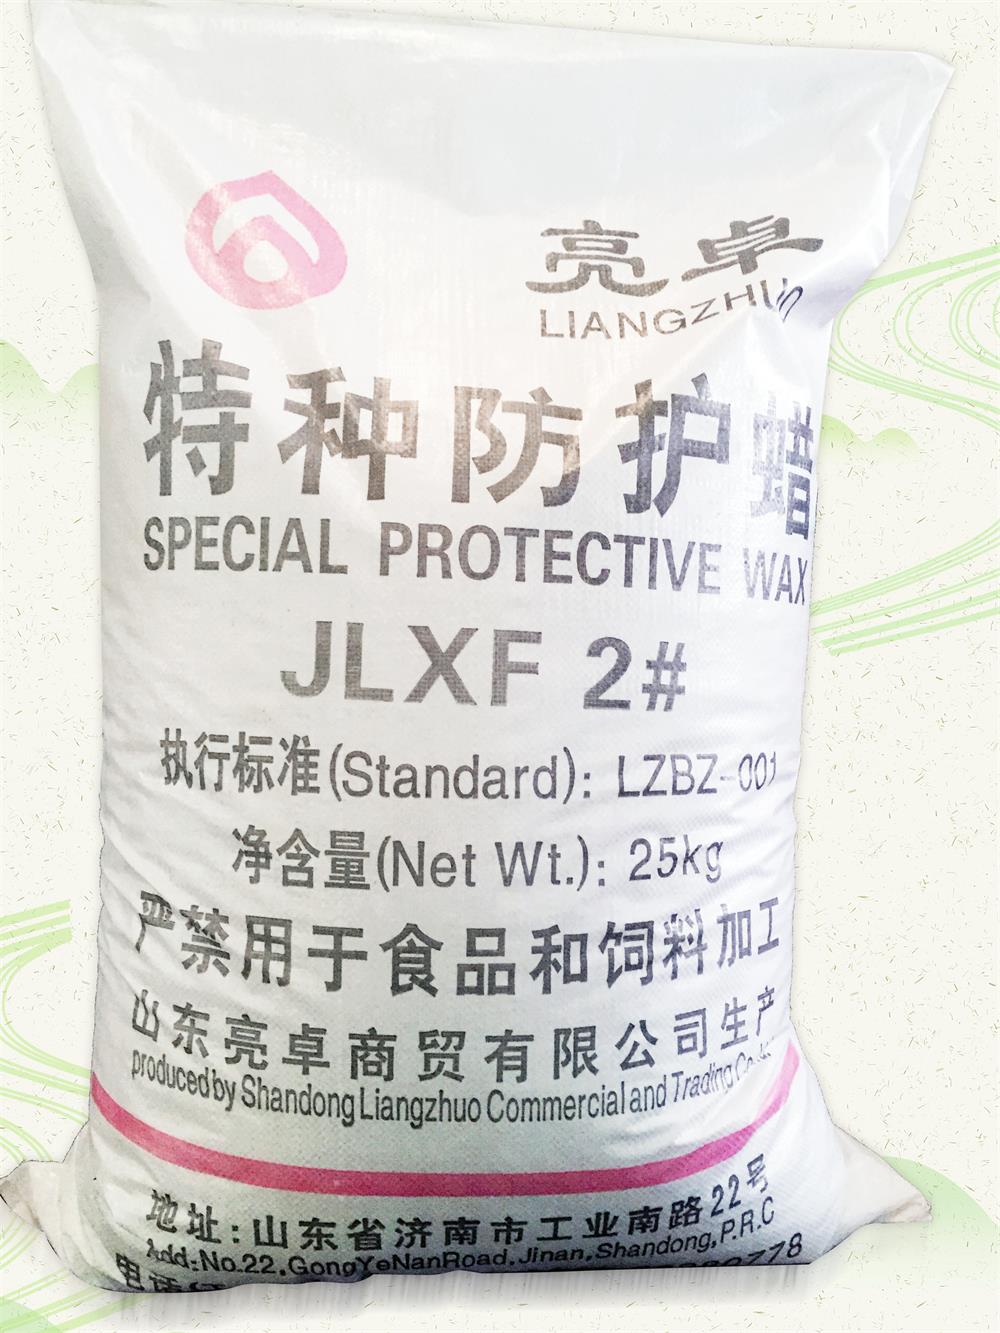 亮卓
LIANGZHUO
特种防护蜡
SPECIAL PROTECTIVE WAX
JLXF 2#
执行标准(Standard): LZBZ-001
净含量(Net Wt.): 25kg
严禁用于食品和饲料加工
山东亮卓商贸有限公司生产
produced by Shandong Liangzhuo Commercial and Trading Co.
地址:山东省济南市工业南路22号
Add:No.22,GongYeNanRoad,Jinan,Shandong,P.R.C
电话